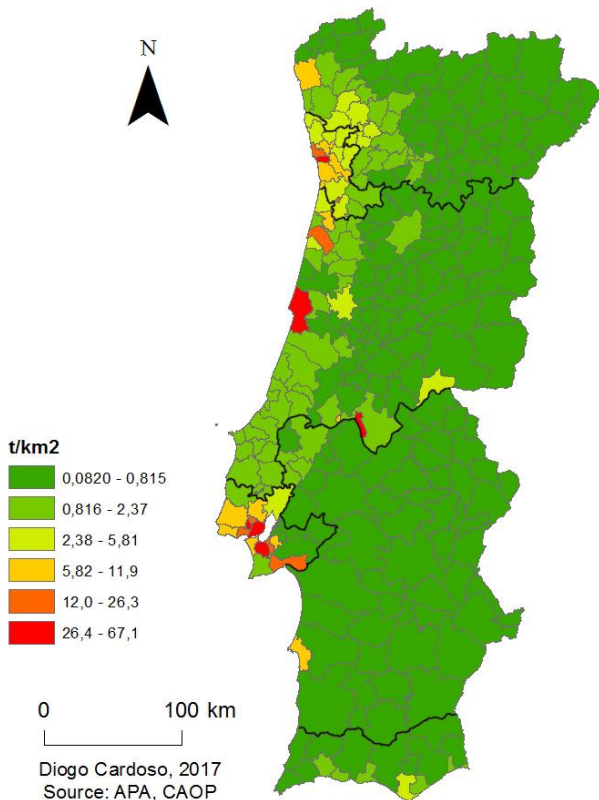 N
t/km2
0,0820 - 0,815
0,816 - 2,37
2,38 - 5,81
5,82 - 11,9
12,0 - 26,3
26,4 - 67,1
0 100 km
Diogo Cardoso, 2017
Source: APA, CAOP